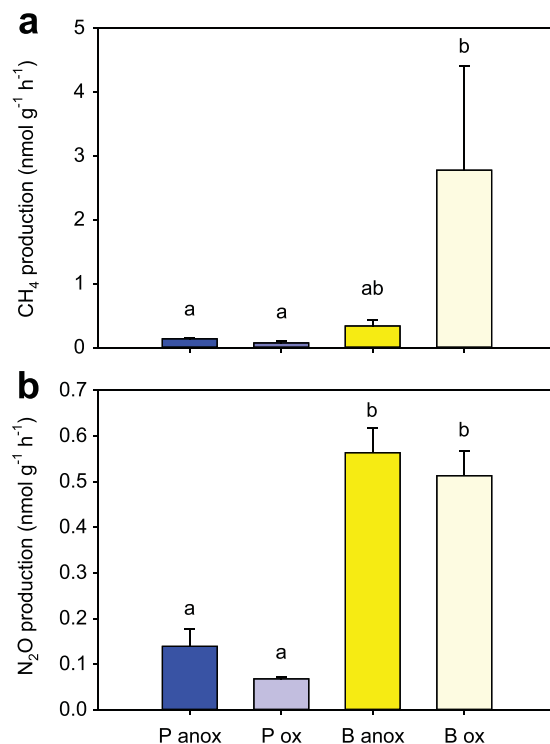 a
CH₄ production (nmol g⁻¹ h⁻¹)
5
4
3
2
1
0
a
a
ab
b
b
N₂O production (nmol g⁻¹ h⁻¹)
0.7
0.6
0.5
0.4
0.3
0.2
0.1
0.0
a
a
b
b
P anox
P ox
B anox
B ox